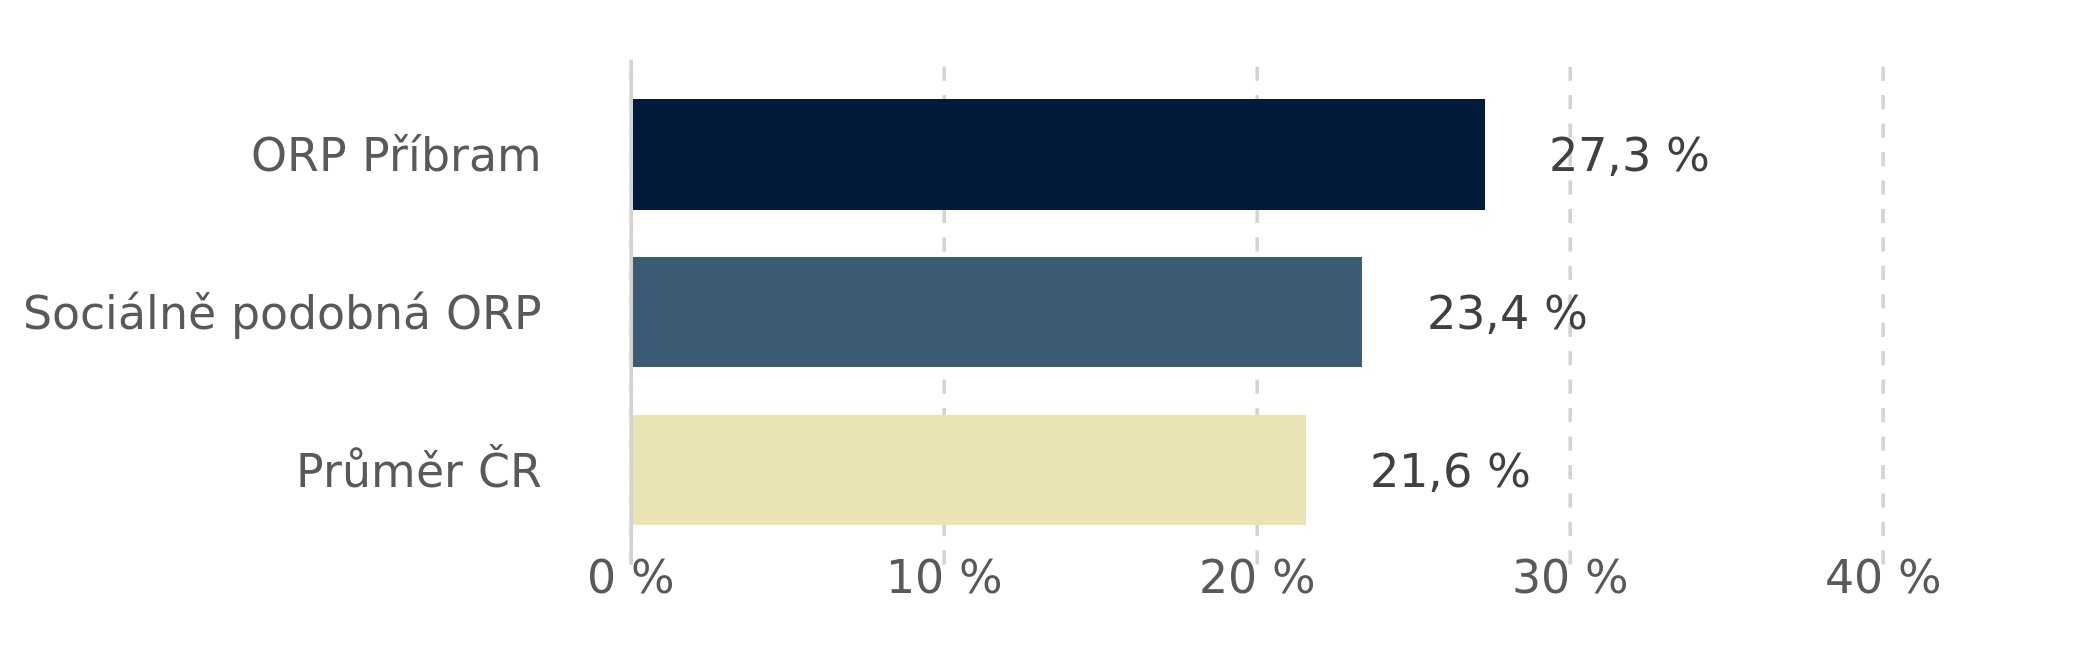 ORP Příbram
27,3 %
Sociálně podobná ORP
23,4 %
Průměr ČR
21,6 %
0 % 10 % 20 % 30 % 40 %